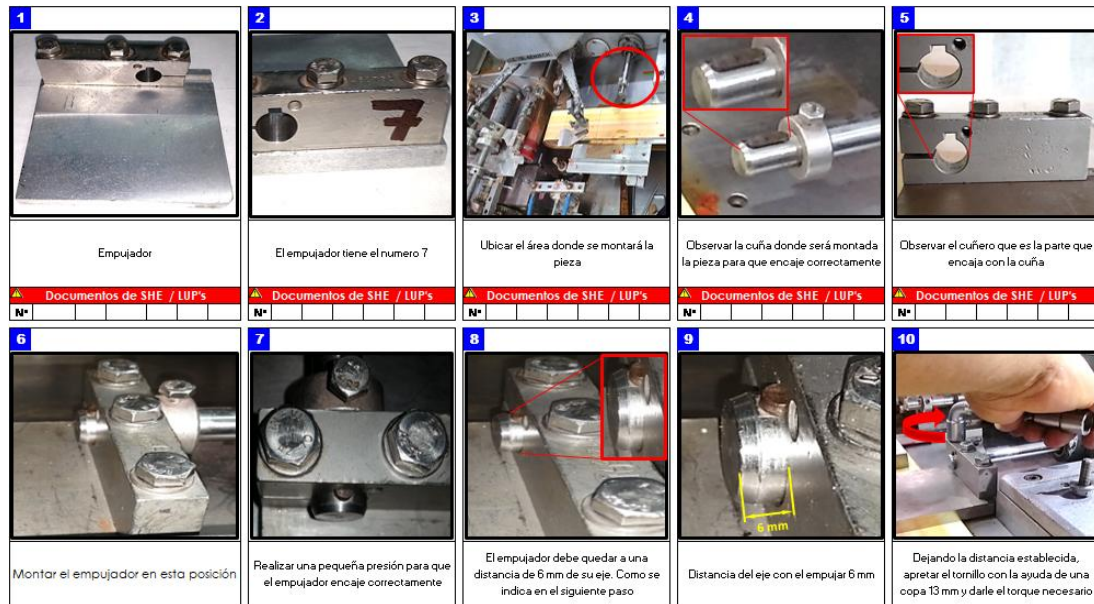 1
Empujador
Documentos de SHE / LUP's
N°
2
7
El empujador tiene el numero 7
Documentos de SHE / LUP's
N°
3
Ubicar el área donde se montará la
pieza
Documentos de SHE / LUP's
N°
4
Observar la cuña donde será montada
la pieza para que encaje correctamente
Documentos de SHE / LUP's
N°
5
Observar el cuñero que es la parte que
encaja con la cuña
Documentos de SHE / LUP's
N°
6
Montar el empujador en esta posición
7
Realizar una pequeña presión para que
el empujador encaje correctamente
8
El empujador debe quedar a una
distancia de 6 mm de su eje. Como se
indica en el siguiente paso
9
6 mm
Distancia del eje con el empujar 6 mm
10
Dejando la distancia establecida,
apretar el tornillo con la ayuda de una
copa 13 mm y darle el torque necesario